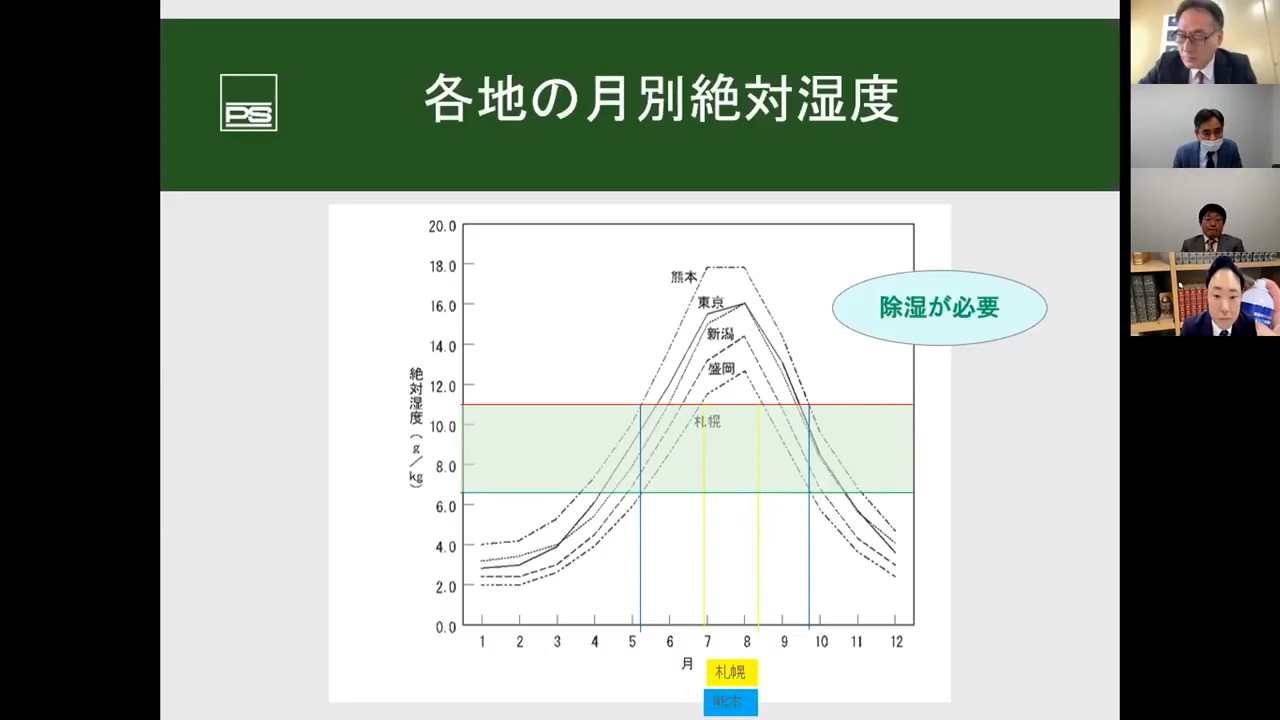 PS
各地の月別絶対湿度
20.0
18.0
16.0
14.0
12.0
10.0
8.0
6.0
4.0
2.0
0.0
絶対湿度(g/kg)
熊本
東京
新潟
盛岡
札幌
除湿が必要
1 2 3 4 5 6 7 8 9 10 11 12
月
札幌
熊本